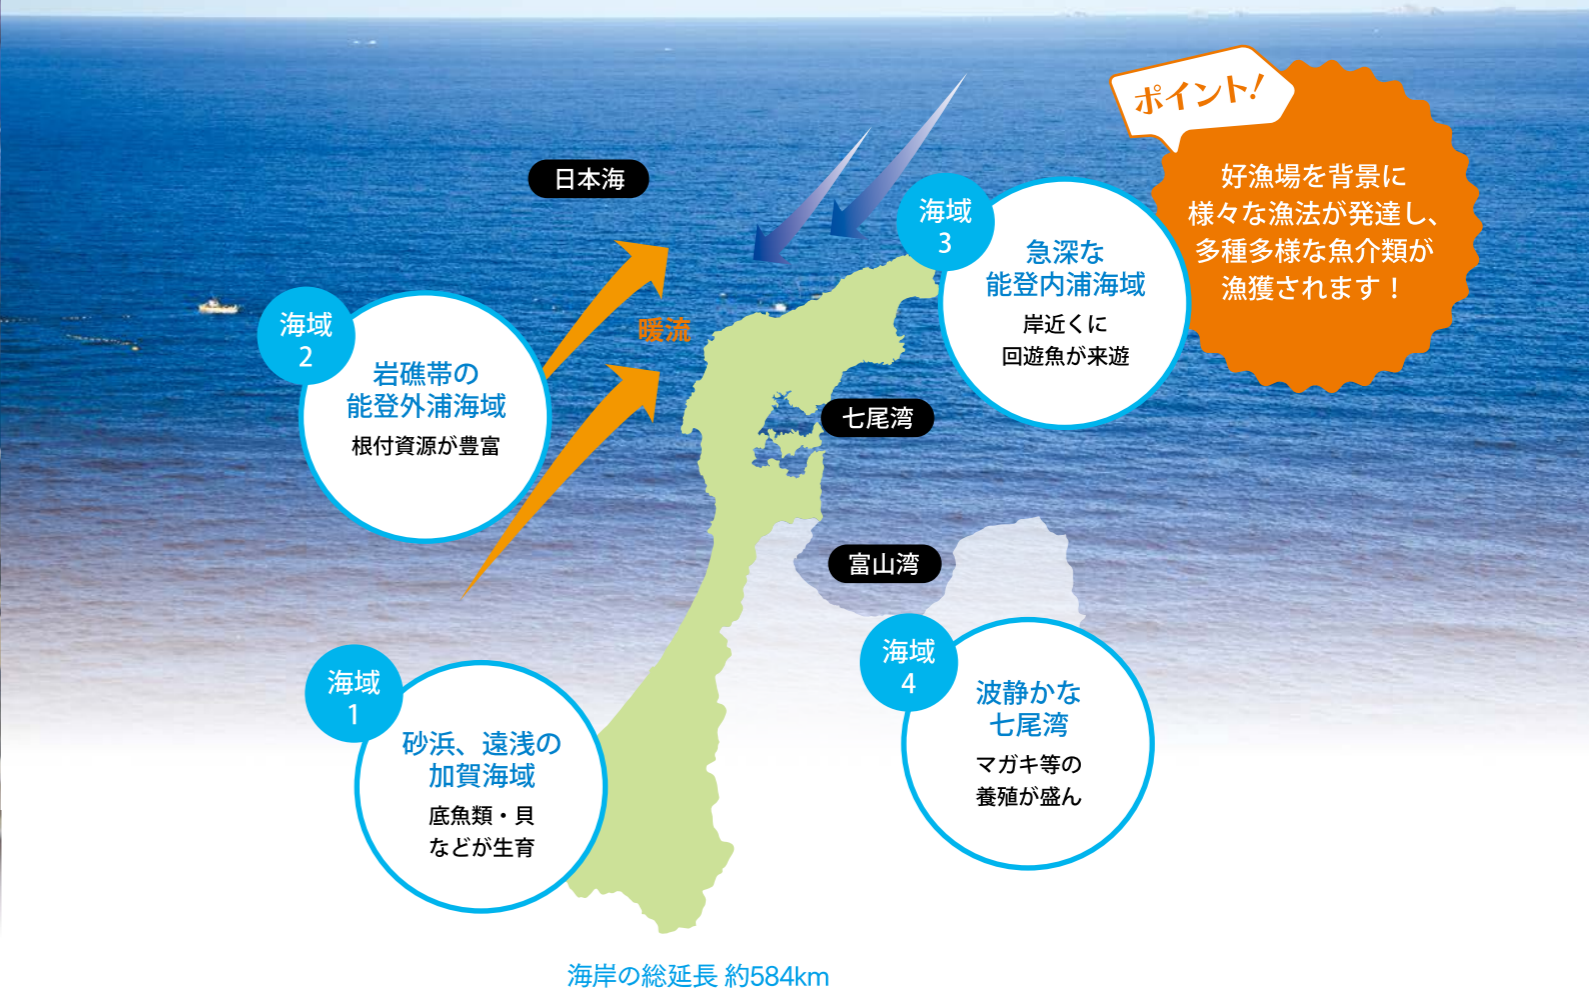 ポイント!
好漁場を背景に
様々な漁法が発達し、
多種多様な魚介類が
漁獲されます！
日本海
海域
3
急深な
能登内浦海域
岸近くに
回遊魚が来遊
海域
2
岩礁帯の
能登外浦海域
根付資源が豊富
暖流
七尾湾
富山湾
海域
1
砂浜、遠浅の
加賀海域
底魚類・貝
などが生育
海域
4
波静かな
七尾湾
マガキ等の
養殖が盛ん
海岸の総延長 約584km